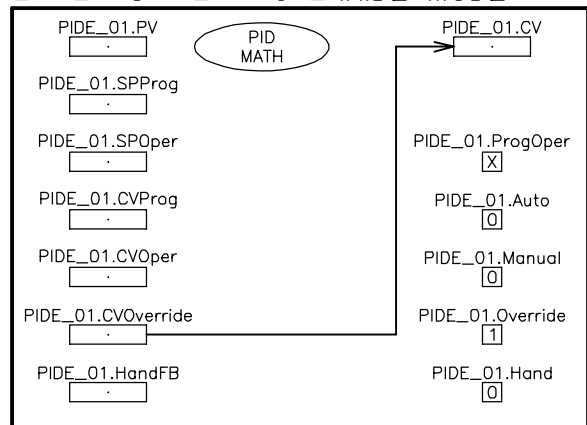 PIDE_01.PV
PID
MATH
PIDE_01.CV
PIDE_01.SPProg
PIDE_01.SPOper
PIDE_01.ProgOper
X
PIDE_01.CVProg
PIDE_01.Auto
0
PIDE_01.CVOper
PIDE_01.Manual
0
PIDE_01.CVOverride
PIDE_01.Override
1
PIDE_01.HandFB
PIDE_01.Hand
0